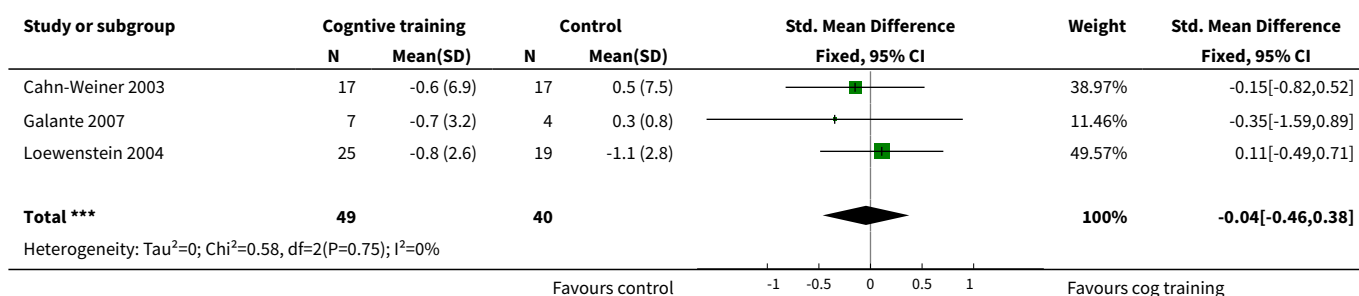 Study or subgroup Cogntive training Control Std. Mean Difference Weight Std. Mean Difference
N Mean(SD) N Mean(SD) Fixed, 95% CI Fixed, 95% CI
Cahn-Weiner 2003 17 -0.6 (6.9) 17 0.5 (7.5) 38.97% -0.15[-0.82,0.52]
Galante 2007 7 -0.7 (3.2) 4 0.3 (0.8) 11.46% -0.35[-1.59,0.89]
Loewenstein 2004 25 -0.8 (2.6) 19 -1.1 (2.8) 49.57% 0.11[-0.49,0.71]
Total *** 49 40 100% -0.04[-0.46,0.38]
Heterogeneity: Tau²=0; Chi²=0.58, df=2(P=0.75); I²=0%
Favours control -1 -0.5 0 0.5 1 Favours cog training